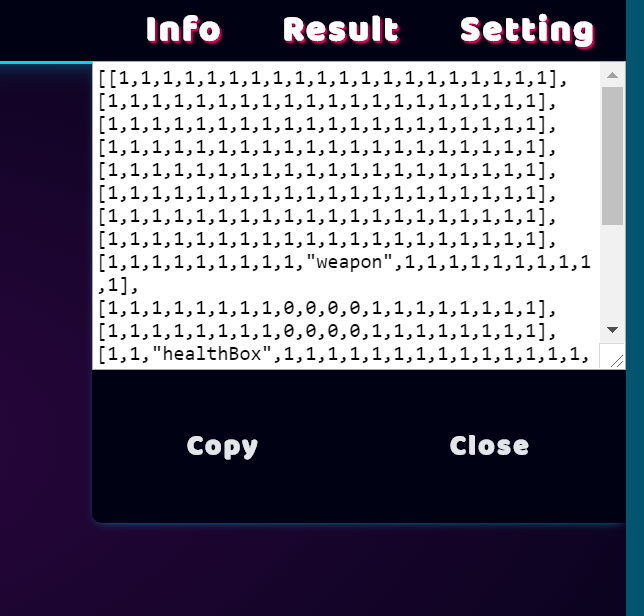 Info Result Setting
[[1,1,1,1,1,1,1,1,1,1,1,1,1,1,1,1,1,1,1,1],
[1,1,1,1,1,1,1,1,1,1,1,1,1,1,1,1,1,1,1,1],
[1,1,1,1,1,1,1,1,1,1,1,1,1,1,1,1,1,1,1,1],
[1,1,1,1,1,1,1,1,1,1,1,1,1,1,1,1,1,1,1,1],
[1,1,1,1,1,1,1,1,1,1,1,1,1,1,1,1,1,1,1,1],
[1,1,1,1,1,1,1,1,1,1,1,1,1,1,1,1,1,1,1,1],
[1,1,1,1,1,1,1,1,1,1,1,1,1,1,1,1,1,1,1,1],
[1,1,1,1,1,1,1,1,1,1,1,1,1,1,1,1,1,1,1,1],
[1,1,1,1,1,1,1,1,1,"weapon",1,1,1,1,1,1,1,1,1
,1],
[1,1,1,1,1,1,1,1,0,0,0,0,1,1,1,1,1,1,1,1],
[1,1,1,1,1,1,1,1,0,0,0,0,1,1,1,1,1,1,1,1],
[1,1,"healthBox",1,1,1,1,1,1,1,1,1,1,1,1,1,1,
Copy Close